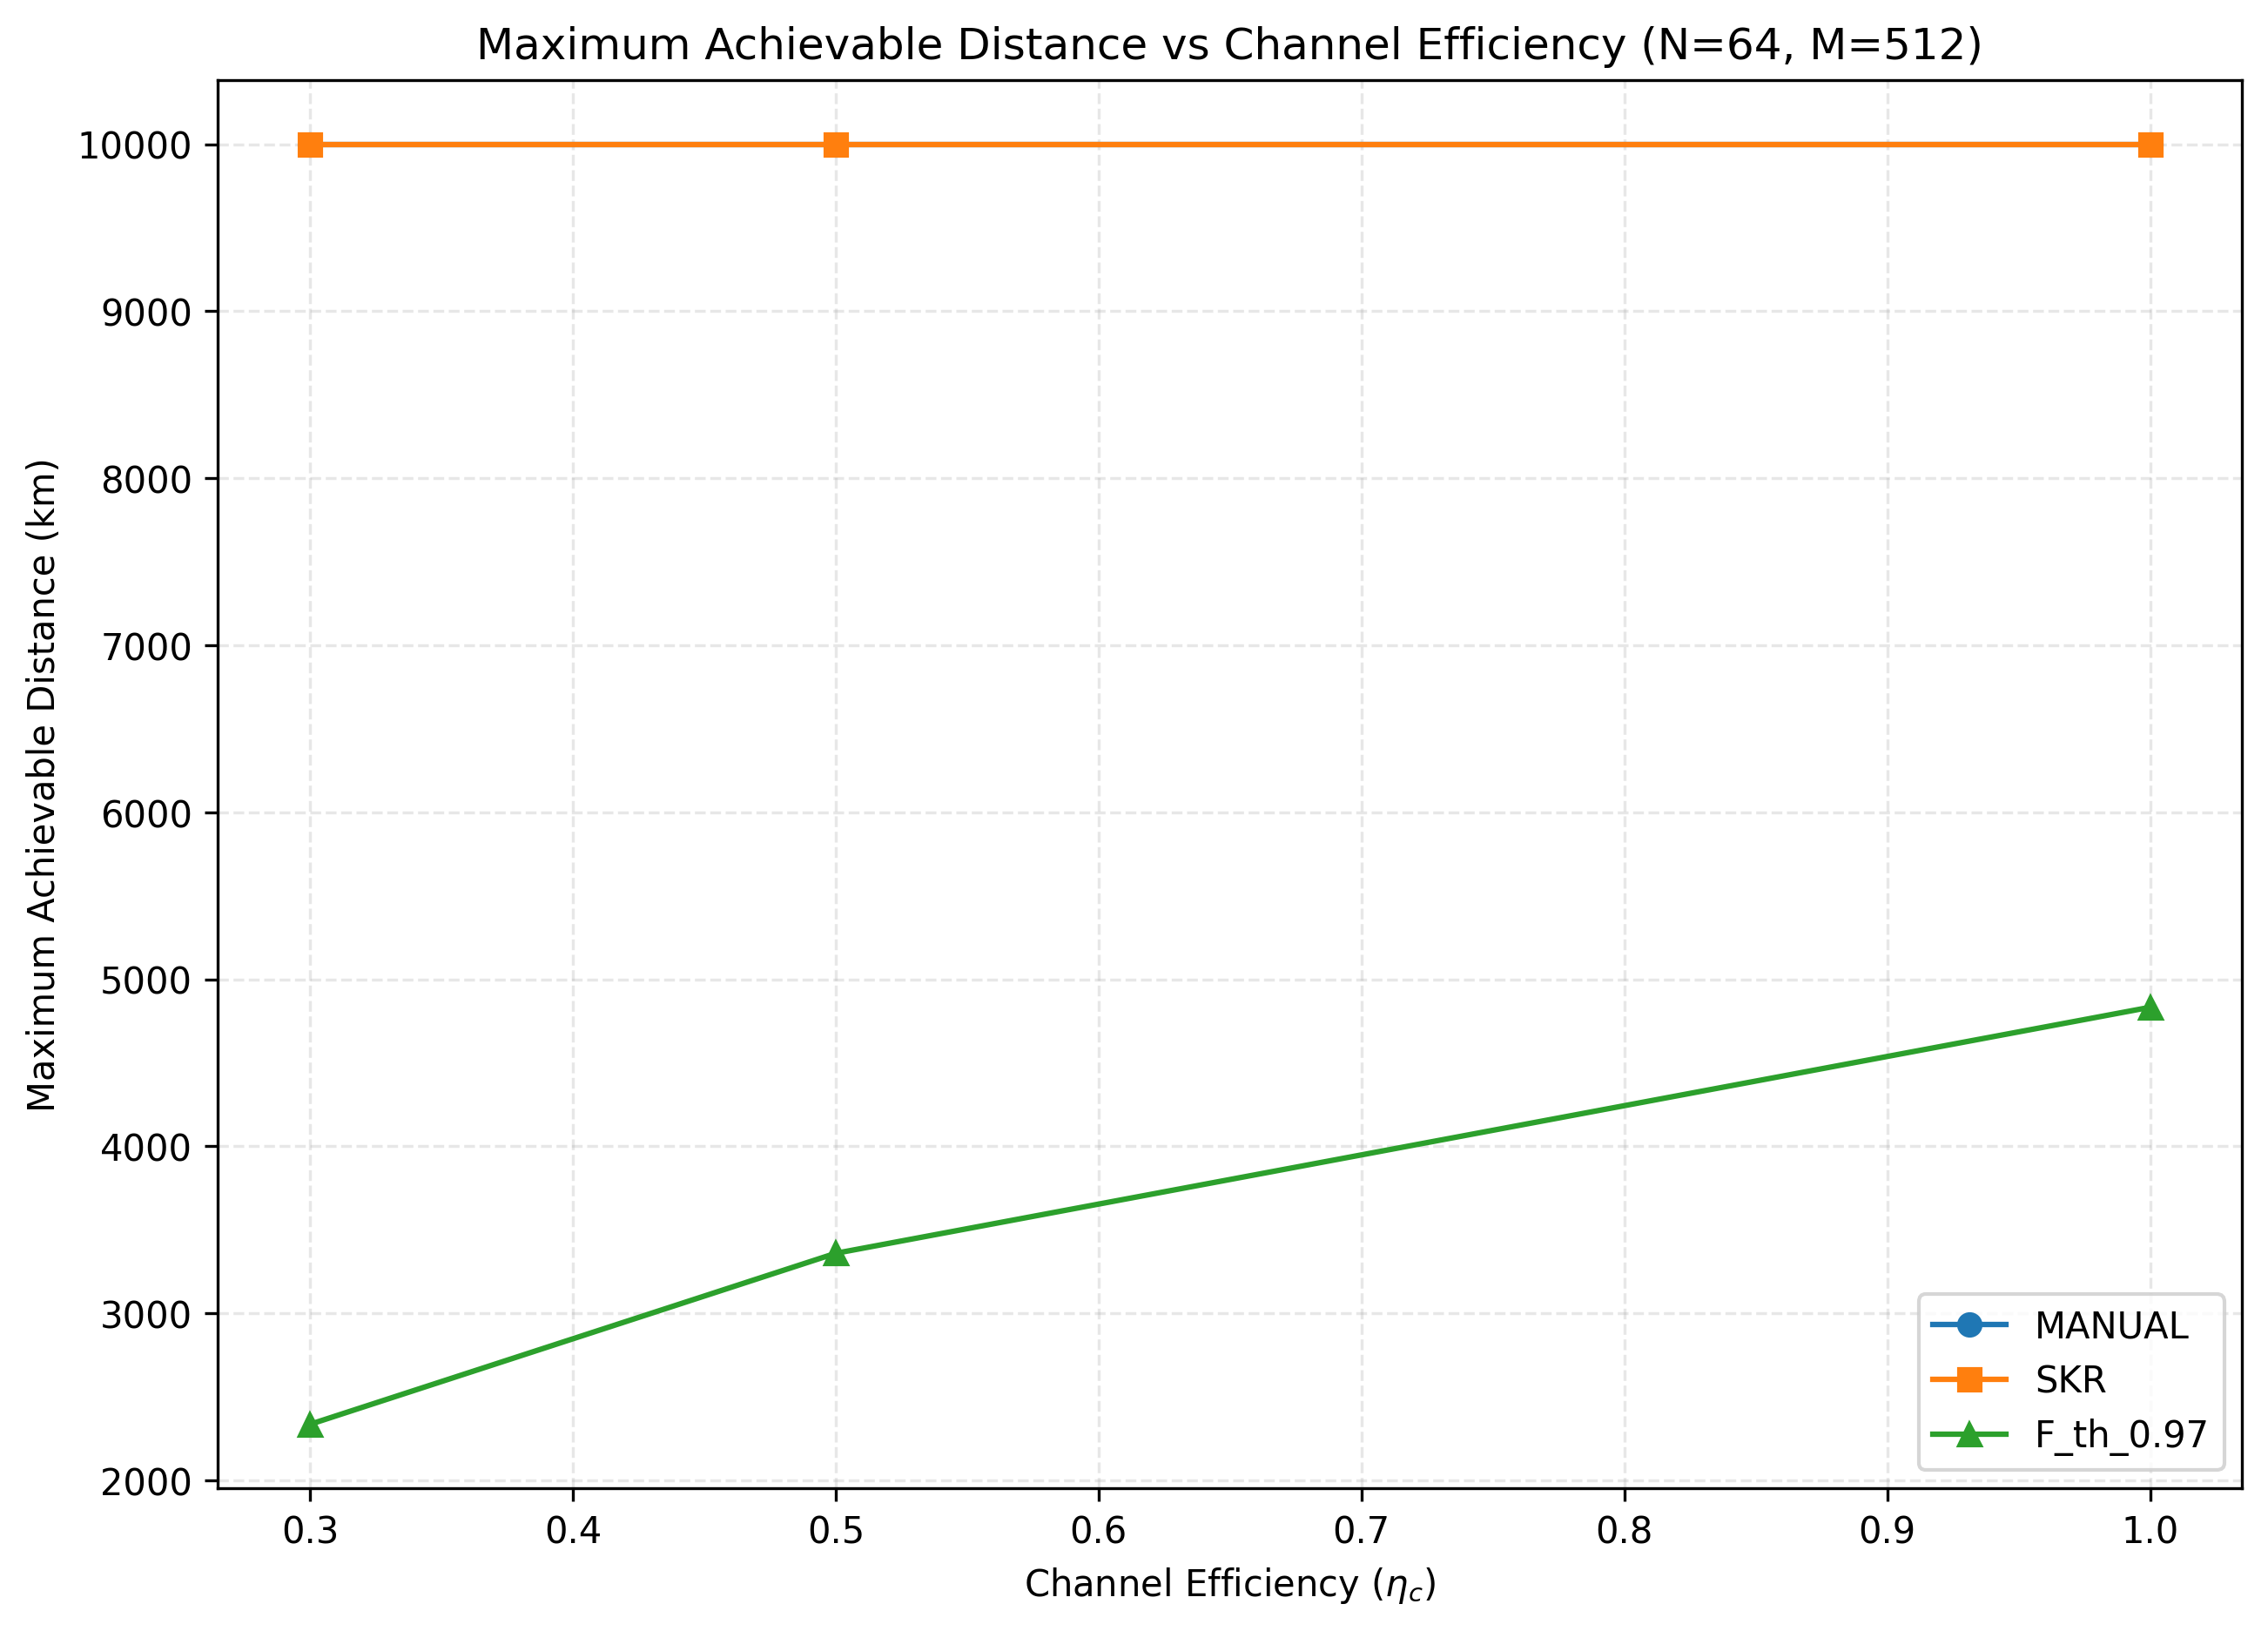 Maximum Achievable Distance vs Channel Efficiency (N=64, M=512)
Maximum Achievable Distance (km)
10000
9000
8000
7000
6000
5000
4000
3000
2000
MANUAL
SKR
F_th_0.97
0.3 0.4 0.5 0.6 0.7 0.8 0.9 1.0
Channel Efficiency (η_c)